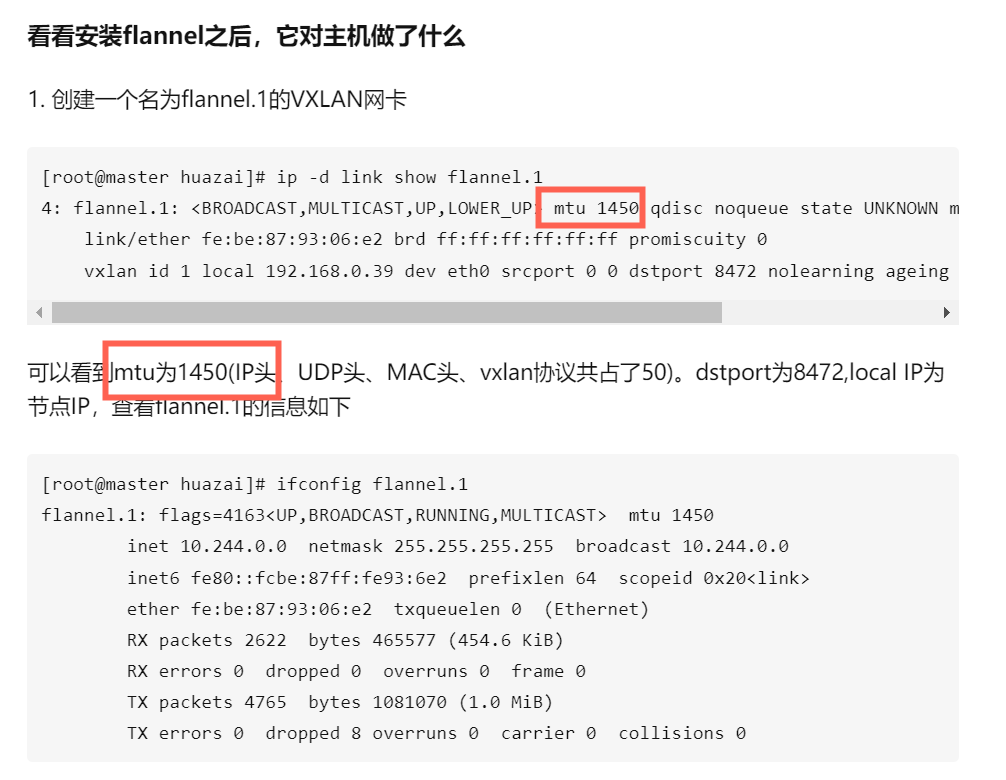 看看安装flannel之后，它对主机做了什么
1. 创建一个名为flannel.1的VXLAN网卡
[root@master huazai]# ip -d link show flannel.1
4: flannel.1: <BROADCAST,MULTICAST,UP,LOWER_UP> mtu 1450 qdisc noqueue state UNKNOWN m
link/ether fe:be:87:93:06:e2 brd ff:ff:ff:ff:ff:ff promiscuity 0
vxlan id 1 local 192.168.0.39 dev eth0 srcport 0 0 dstport 8472 nolearning ageing
可以看到mtu为1450(IP头、UDP头、MAC头、vxlan协议共占了50)。dstport为8472,local IP为
节点IP，查看flannel.1的信息如下
[root@master huazai]# ifconfig flannel.1
flannel.1: flags=4163<UP,BROADCAST,RUNNING,MULTICAST>  mtu 1450
inet 10.244.0.0  netmask 255.255.255.255  broadcast 10.244.0.0
inet6 fe80::fcbe:87ff:fe93:6e2  prefixlen 64  scopeid 0x20<link>
ether fe:be:87:93:06:e2  txqueuelen 0  (Ethernet)
RX packets 2622  bytes 465577 (454.6 KiB)
RX errors 0  dropped 0  overruns 0  frame 0
TX packets 4765  bytes 1081070 (1.0 MiB)
TX errors 0  dropped 8 overruns 0  carrier 0  collisions 0